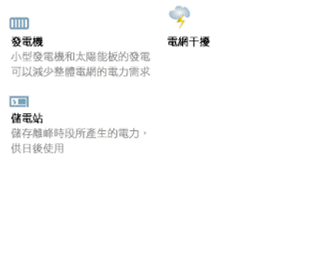 發電機
小型發電機和太陽能板的發電
可以減少整體電網的電力需求
電網干擾
儲電站
儲存離峰時段所產生的電力，
供日後使用